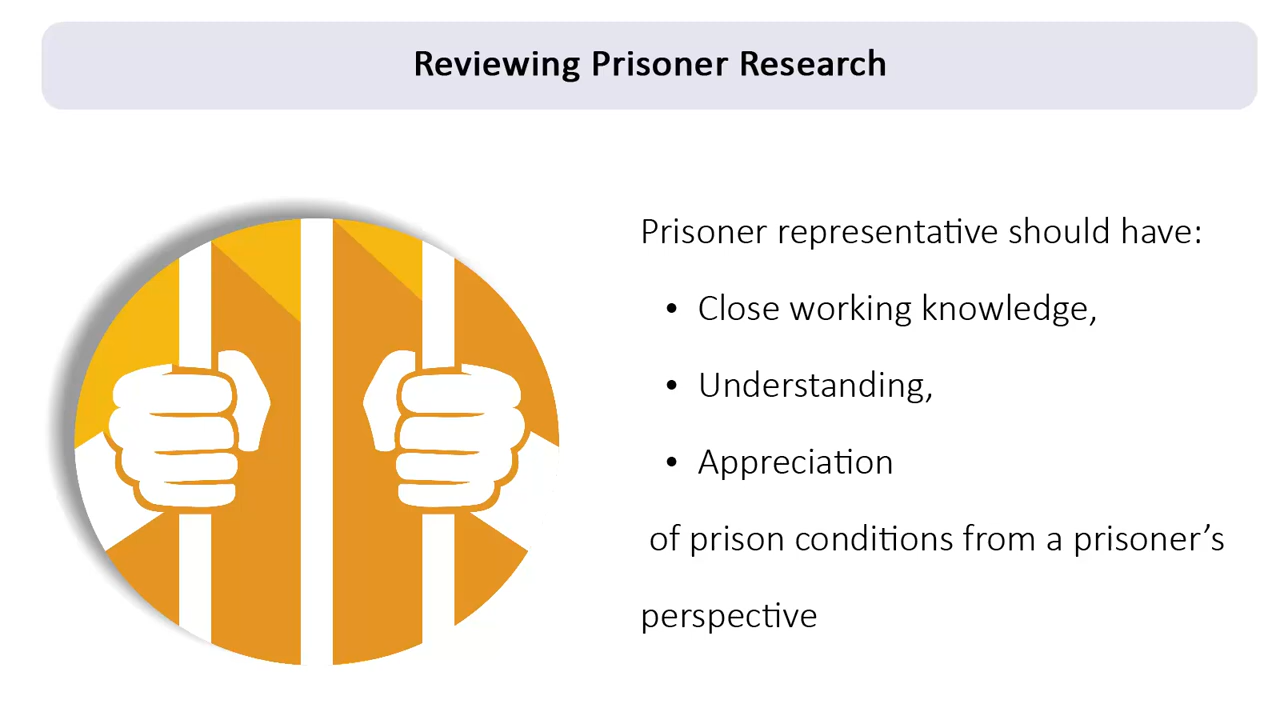 Reviewing Prisoner Research
Prisoner representative should have:
• Close working knowledge,
• Understanding,
• Appreciation
of prison conditions from a prisoner’s
perspective